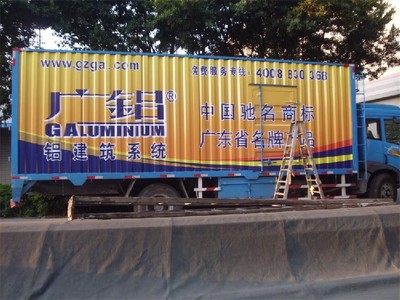 www.gzga.com
免费服务专线：4008 830 368
广铝®
GALUMINIUM
铝建筑系统
中国驰名商标
广东省名牌产品